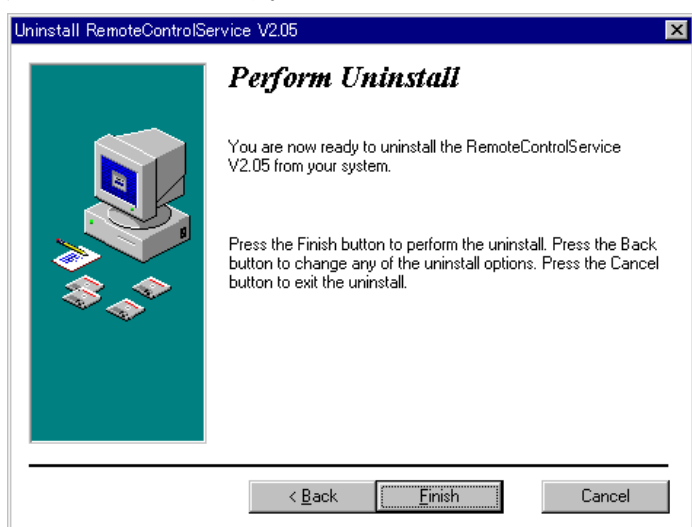 Uninstall RemoteControlService V2.05
Perform Uninstall
You are now ready to uninstall the RemoteControlService
V2.05 from your system.
Press the Finish button to perform the uninstall. Press the Back
button to change any of the uninstall options. Press the Cancel
button to exit the uninstall.
< Back
Finish
Cancel